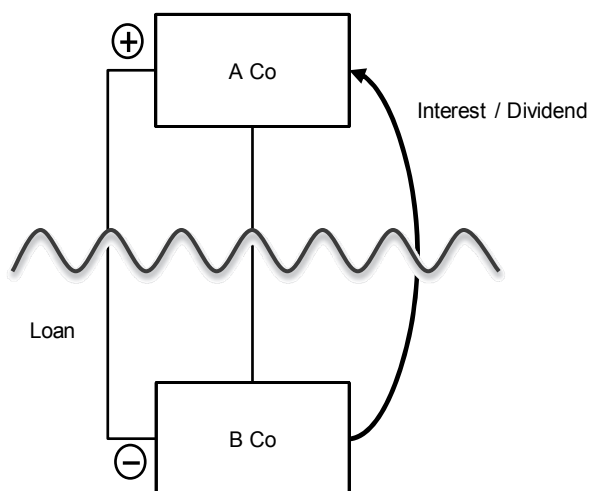 +
A Co
Interest / Dividend
Loan
B Co
−